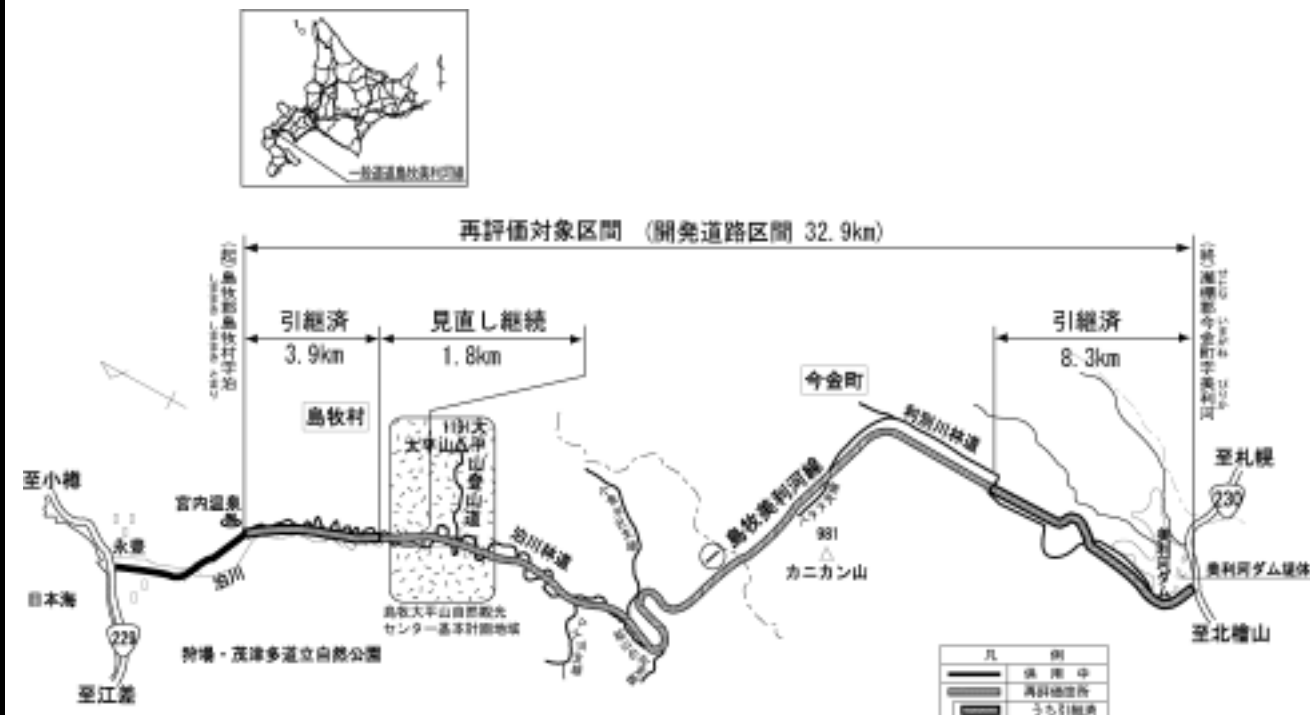 一般道道島牧美利河線
再評価対象区間 (開発道路区間 32.9km)
(起)島牧郡島牧村字泊
(終)瀬棚郡今金町字美利河
引継済
3.9km
見直し継続
1.8km
引継済
8.3km
島牧村
今金町
1191
大平山
大平山登山道
利別川林道
至小樽
至札幌
230
宮内温泉
永豊
泊川
泊川林道
島牧美利河線
981
カニカン山
美利河ダム
美利河ダム堤体
日本海
島牧大平山自然観光
センター基本計画地域
229
狩場・茂津多道立自然公園
至北檜山
至江差
凡 例
供 用 中
再評価箇所
うち引継済